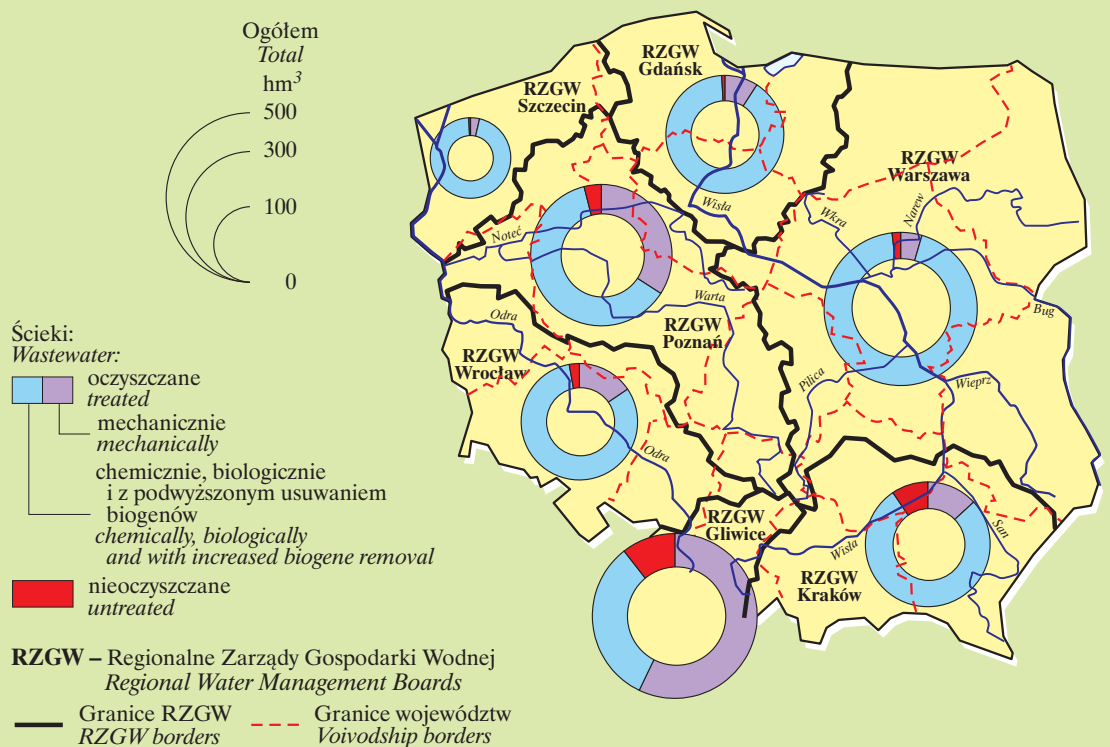 Ogółem
Total
hm³
500
300
100
0
Ścieki:
Wastewater:
oczyszczane
treated
mechanicznie
mechanically
chemicznie, biologicznie
i z podwyższonym usuwaniem
biogenów
chemically, biologically
and with increased biogene removal
nieoczyszczane
untreated
RZGW – Regionalne Zarządy Gospodarki Wodnej
Regional Water Management Boards
Granice RZGW
RZGW borders
Granice województw
Voivodship borders
RZGW
Szczecin
RZGW
Gdańsk
RZGW
Warszawa
RZGW
Poznań
RZGW
Wrocław
RZGW
Gliwice
RZGW
Kraków
Wisła
Wkra
Narew
Noteć
Warta
Bug
Odra
Pilica
Wieprz
Odra
Wisła
San